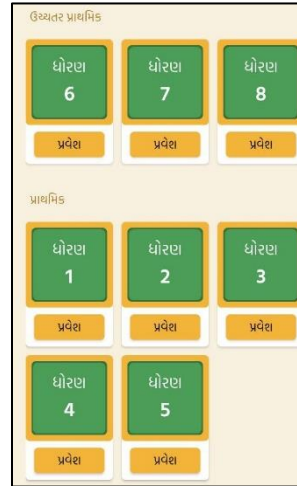 ઉચ્ચતર પ્રાથમિક
ધોરણ 6
ધોરણ 7
ધોરણ 8
પ્રવેશ
પ્રવેશ
પ્રવેશ
પ્રાથમિક
ધોરણ 1
ધોરણ 2
ધોરણ 3
પ્રવેશ
પ્રવેશ
પ્રવેશ
ધોરણ 4
ધોરણ 5
પ્રવેશ
પ્રવેશ